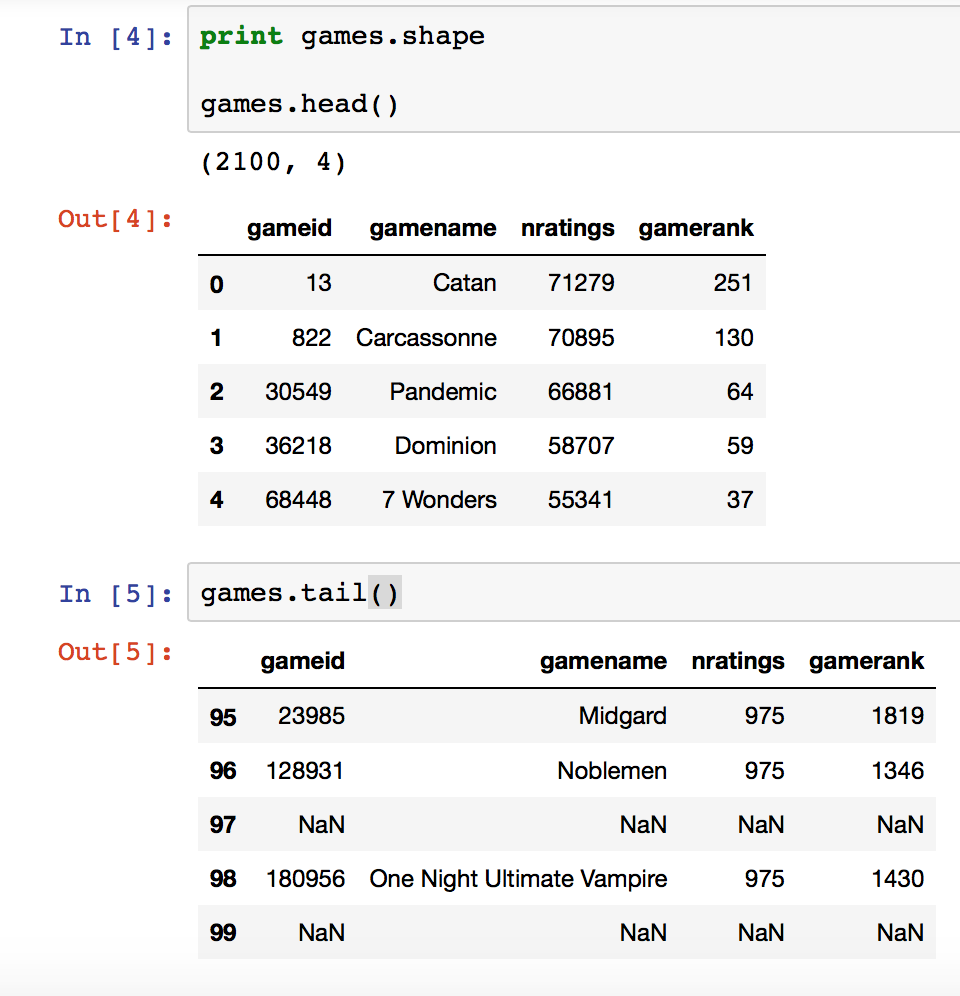 In [4]: print games.shape
games.head()
(2100, 4)
Out[4]:
gameid gamename nratings gamerank
0 13 Catan 71279 251
1 822 Carcassonne 70895 130
2 30549 Pandemic 66881 64
3 36218 Dominion 58707 59
4 68448 7 Wonders 55341 37
In [5]: games.tail()
Out[5]:
gameid gamename nratings gamerank
95 23985 Midgard 975 1819
96 128931 Noblemen 975 1346
97 NaN NaN NaN NaN
98 180956 One Night Ultimate Vampire 975 1430
99 NaN NaN NaN NaN